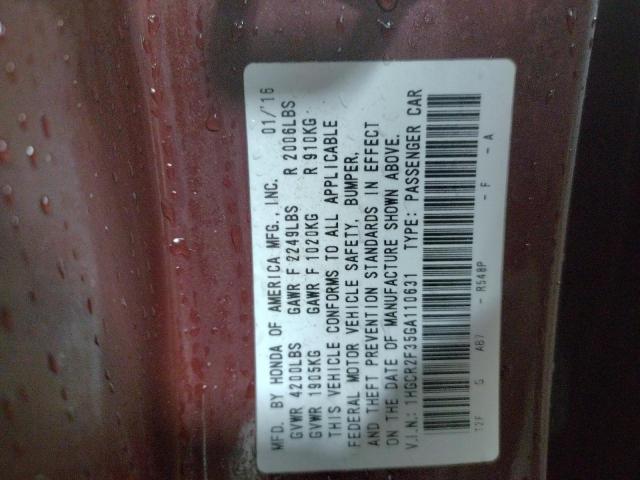 MFD. BY HONDA OF AMERICA MFG., INC. 01/'16
GVWR 4200LBS GAWR F 2249LBS R 2006LBS
GVWR 1905KG GAWR F 1020KG R 910KG
THIS VEHICLE CONFORMS TO ALL APPLICABLE
FEDERAL MOTOR VEHICLE SAFETY, BUMPER,
AND THEFT PREVENTION STANDARDS IN EFFECT
ON THE DATE OF MANUFACTURE SHOWN ABOVE.
V.I.N.: 1HGCR2F35GA110631 TYPE: PASSENGER CAR
T2F G AB7 - R548P - F - A